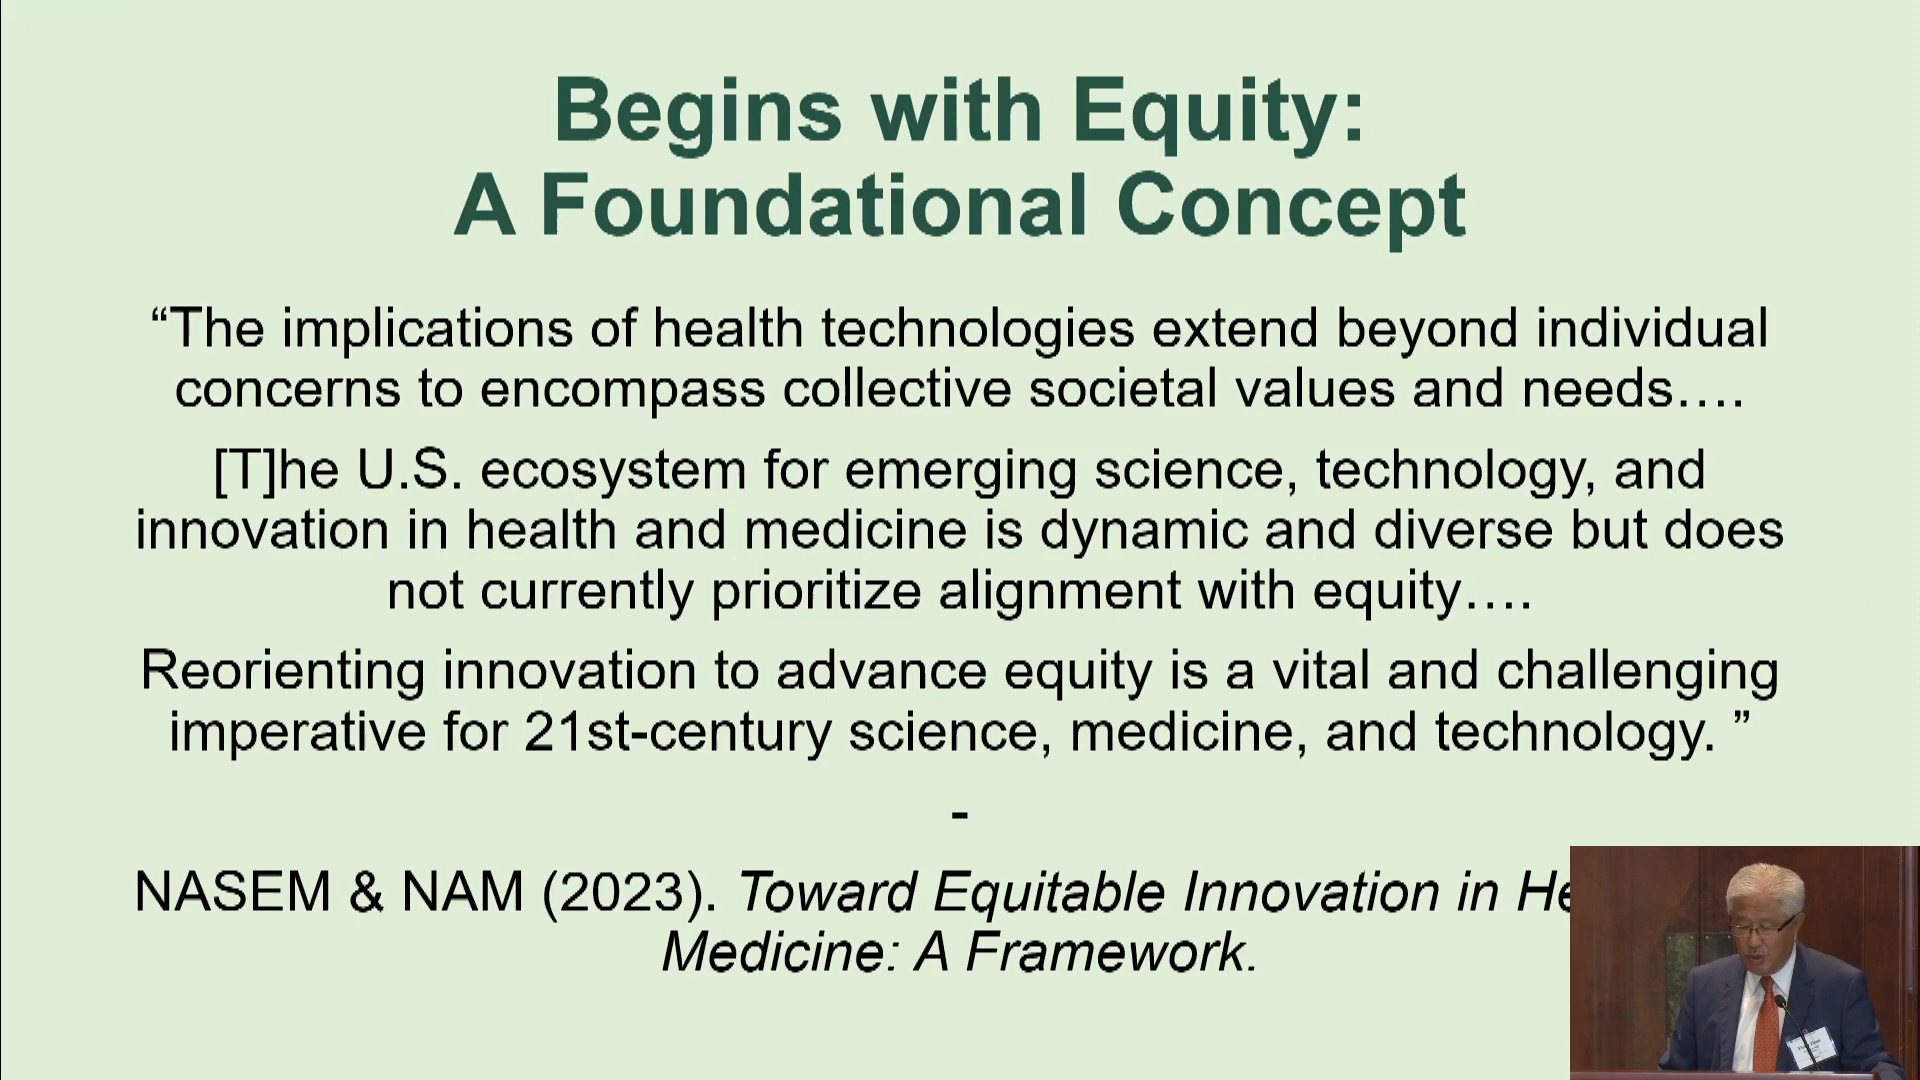 Begins with Equity:
A Foundational Concept
“The implications of health technologies extend beyond individual
concerns to encompass collective societal values and needs….
[T]he U.S. ecosystem for emerging science, technology, and
innovation in health and medicine is dynamic and diverse but does
not currently prioritize alignment with equity….
Reorienting innovation to advance equity is a vital and challenging
imperative for 21st-century science, medicine, and technology. ”
-
NASEM & NAM (2023). Toward Equitable Innovation in He
Medicine: A Framework.